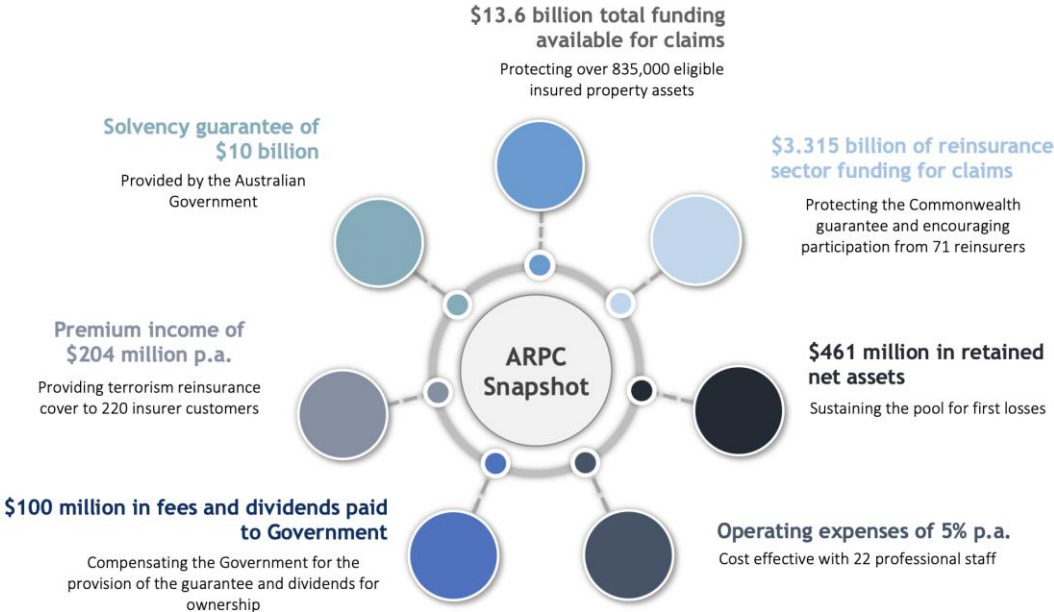 $13.6 billion total funding
available for claims
Protecting over 835,000 eligible
insured property assets
$3.315 billion of reinsurance
sector funding for claims
Protecting the Commonwealth
guarantee and encouraging
participation from 71 reinsurers
$461 million in retained
net assets
Sustaining the pool for first losses
Operating expenses of 5% p.a.
Cost effective with 22 professional staff
$100 million in fees and dividends paid
to Government
Compensating the Government for the
provision of the guarantee and dividends for
ownership
Premium income of
$204 million p.a.
Providing terrorism reinsurance
cover to 220 insurer customers
Solvency guarantee of
$10 billion
Provided by the Australian
Government
ARPC
Snapshot